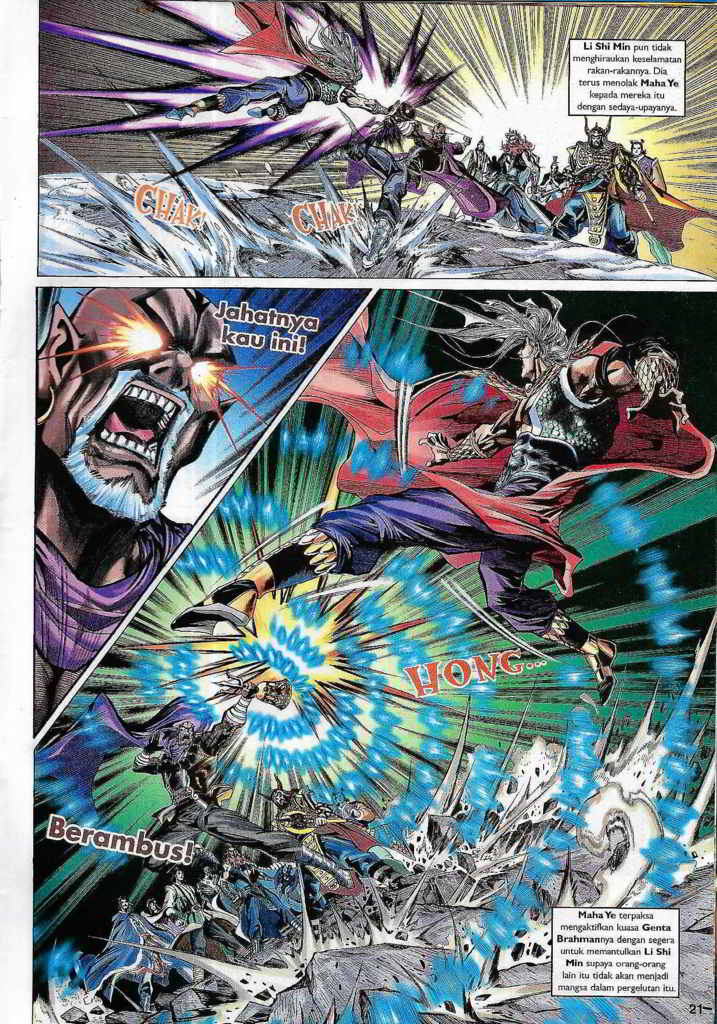 Li Shi Min pun tidak
menghiraukan keselamatan
rakan-rakannya. Dia
terus menolak Maha Ye
kepada mereka itu
dengan sedaya-upayanya.
CHAK!
CHAK!
Jahatnya
kau ini!
HONG...
Berambus!
Maha Ye terpaksa
mengaktifkan kuasa Genta
Brahmannya dengan segera
untuk memantulkan Li Shi
Min supaya orang-orang
lain itu tidak akan menjadi
mangsa dalam pergelutan itu.
21